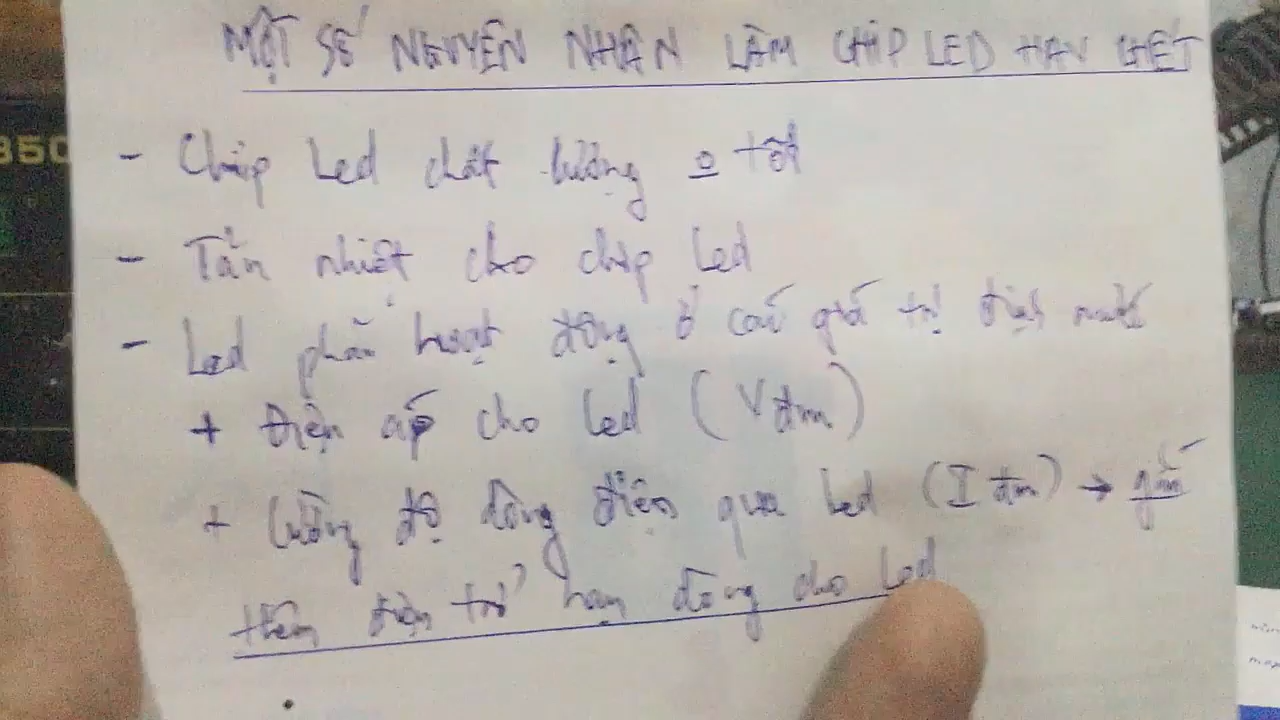 MỘT SỐ NGUYÊN NHÂN LÀM CHIP LED HAY CHẾT
- Chip Led chất lượng o tốt
- Tản nhiệt cho chip Led
- Led phải hoạt động ở các giá trị định mức
+ Điện áp cho Led (Vđm)
+ Cường độ dòng điện qua Led (I đm) → gắn
thêm điện trở hạn dòng cho Led
350